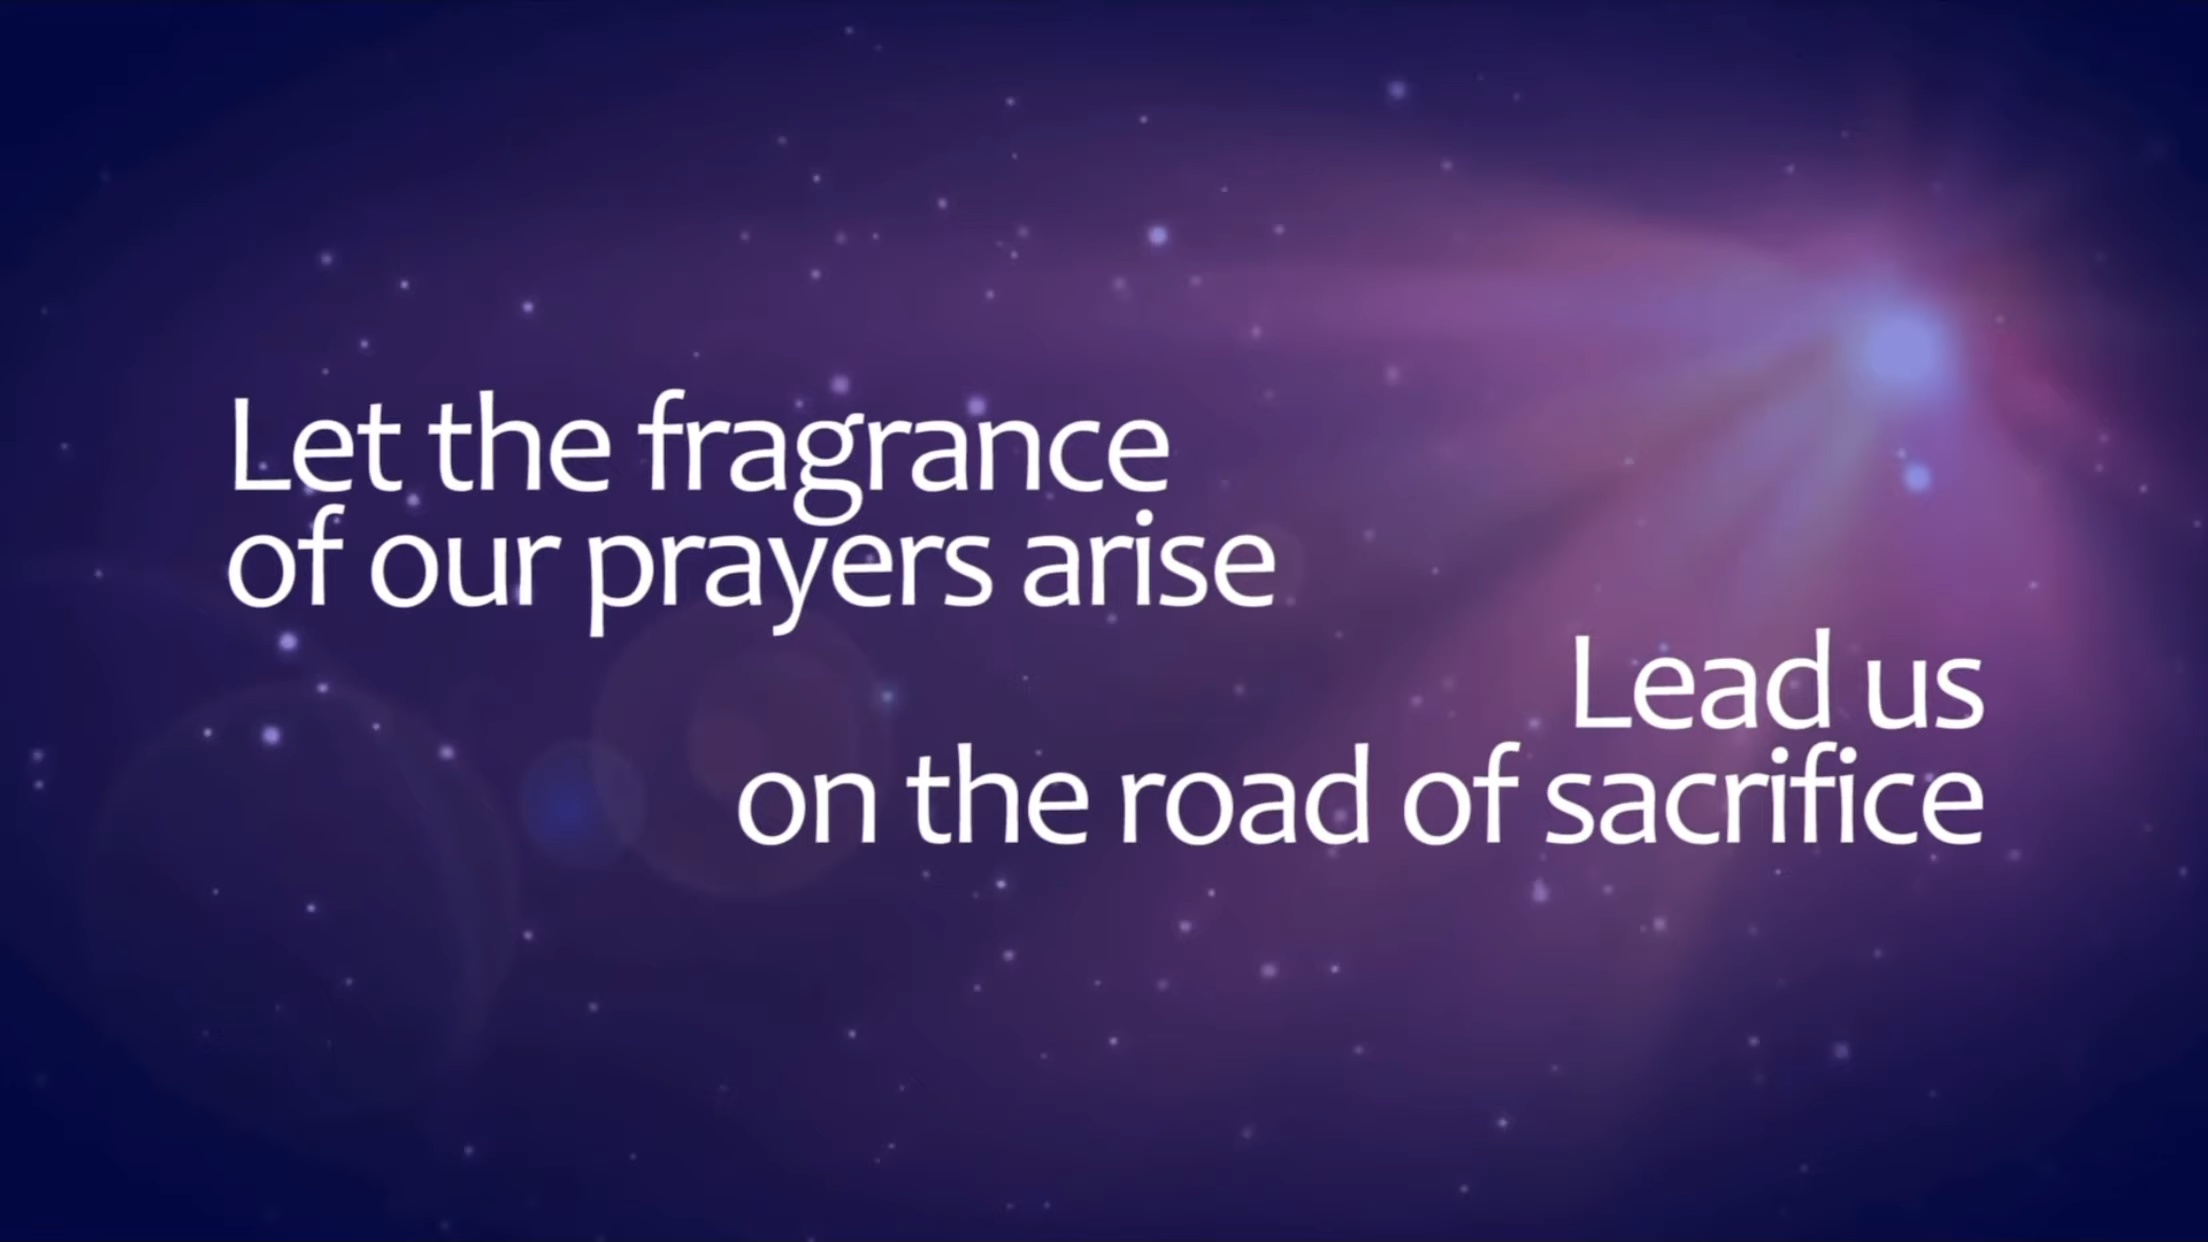 Let the fragrance
of our prayers arise
Lead us
on the road of sacrifice